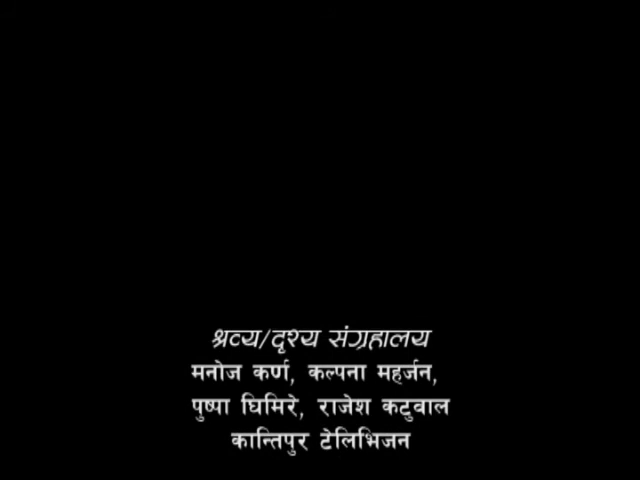 श्रव्य/दृश्य संग्रहालय
मनोज कर्ण, कल्पना महर्जन,
पुष्पा घिमिरे, राजेश कटुवाल
कान्तिपुर टेलिभिजन